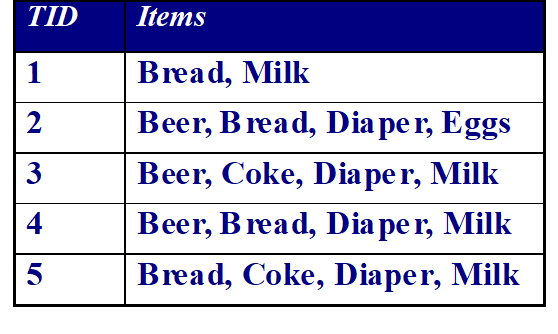 TID Items
1 Bread, Milk
2 Beer, Bread, Diaper, Eggs
3 Beer, Coke, Diaper, Milk
4 Beer, Bread, Diaper, Milk
5 Bread, Coke, Diaper, Milk